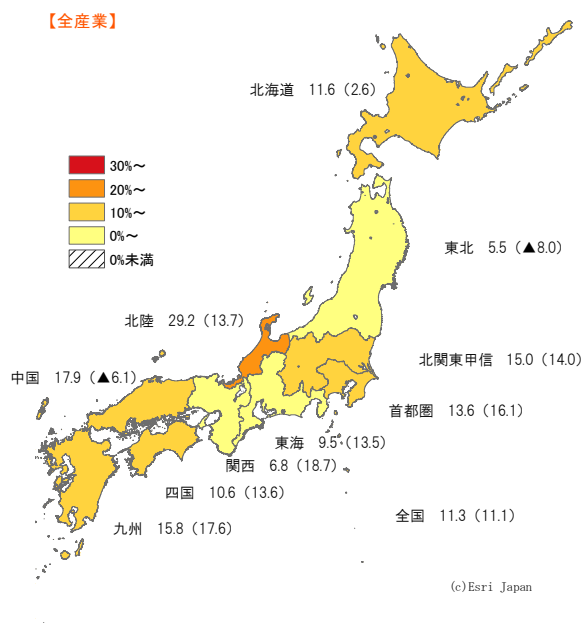 【全産業】
北海道 11.6（2.6）
30%～
20%～
10%～
0%～
0%未満
東北 5.5（▲8.0）
北陸 29.2（13.7）
北関東甲信 15.0（14.0）
中国 17.9（▲6.1）
首都圏 13.6（16.1）
東海 9.5（13.5）
関西 6.8（18.7）
四国 10.6（13.6）
全国 11.3（11.1）
九州 15.8（17.6）
(c)Esri Japan